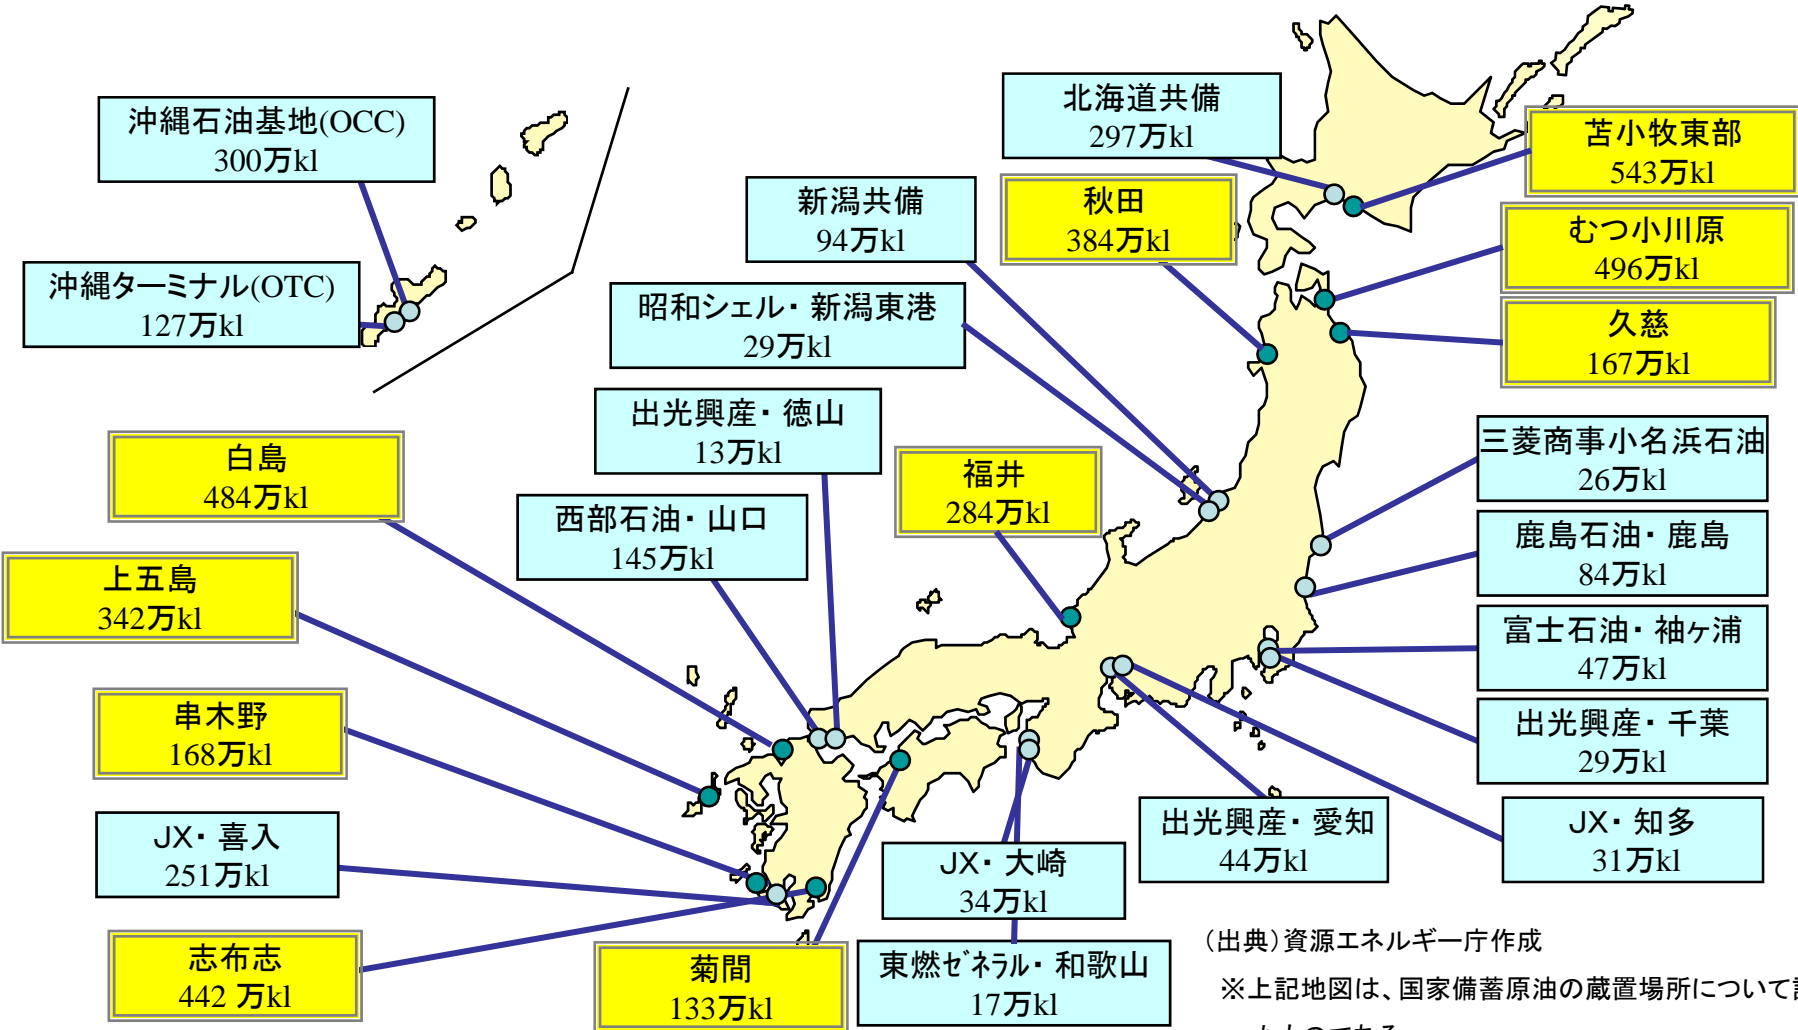 北海道共備
297万kl
沖縄石油基地(OCC)
300万kl
苫小牧東部
543万kl
新潟共備
94万kl
秋田
384万kl
むつ小川原
496万kl
沖縄ターミナル(OTC)
127万kl
昭和シェル・新潟東港
29万kl
久慈
167万kl
出光興産・徳山
13万kl
三菱商事小名浜石油
26万kl
白島
484万kl
福井
284万kl
西部石油・山口
145万kl
鹿島石油・鹿島
84万kl
上五島
342万kl
富士石油・袖ヶ浦
47万kl
串木野
168万kl
出光興産・千葉
29万kl
JX・喜入
251万kl
出光興産・愛知
44万kl
JX・知多
31万kl
JX・大崎
34万kl
志布志
442 万kl
菊間
133万kl
東燃ｾﾞﾈﾗﾙ・和歌山
17万kl
(出典)資源エネルギー庁作成
※上記地図は、国家備蓄原油の蔵置場所について